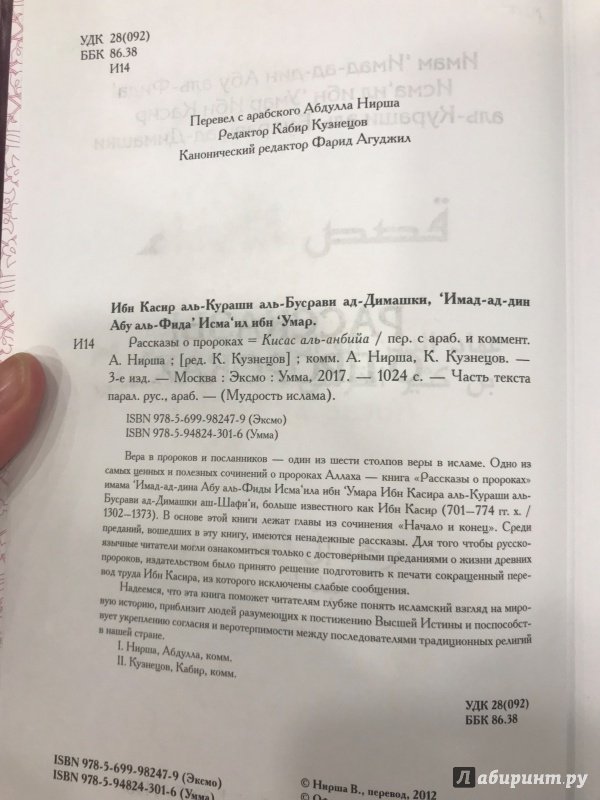 УДК 28(092)
ББК 86.38
И14
Перевел с арабского Абдулла Нирша
Редактор Кабир Кузнецов
Канонический редактор Фарид Агуджил
Ибн Касир аль-Кураши аль-Бусрави ад-Димашки, ‘Имад-ад-дин
Абу аль-Фида’ Исма‘ил ибн ‘Умар.
И14 Рассказы о пророках = Кисас аль-анбийа / пер. с араб. и коммент.
А. Нирша ; [ред. К. Кузнецов] ; комм. А. Нирша, К. Кузнецов. —
3-е изд. — Москва : Эксмо : Умма, 2017. — 1024 с. — Часть текста
парал. рус., араб. — (Мудрость ислама).
ISBN 978-5-699-98247-9 (Эксмо)
ISBN 978-5-94824-301-6 (Умма)
Вера в пророков и посланников — один из шести столпов веры в исламе. Одно из
самых ценных и полезных сочинений о пророках Аллаха — книга «Рассказы о пророках»
имама ‘Имад-ад-дина Абу аль-Фиды Исма‘ила ибн ‘Умара Ибн Касира аль-Кураши аль-
Бусрави ад-Димашки аш-Шафи‘и, больше известного как Ибн Касир (701—774 гг. х. /
1302—1373). В основе этой книги лежат главы из сочинения «Начало и конец». Среди
преданий, вошедших в эту книгу, имеются ненадежные рассказы. Для того чтобы русско-
язычные читатели могли ознакомиться только с достоверными преданиями о жизни древних
пророков, издательством было принято решение подготовить к печати сокращенный пере-
вод труда Ибн Касира, из которого исключены слабые сообщения.
Надеемся, что эта книга поможет читателям глубже понять исламский взгляд на миро-
вую историю, приблизит людей разумеющих к постижению Высшей Истины и поспособст-
вует укреплению согласия и веротерпимости между последователями традиционных религий
в нашей стране.
I. Нирша, Абдулла, комм.
II. Кузнецов, Кабир, комм.
УДК 28(092)
ББК 86.38
ISBN 978-5-699-98247-9 (Эксмо)
ISBN 978-5-94824-301-6 (Умма)
© Нирша В., перевод, 2012
Лабиринт.ру